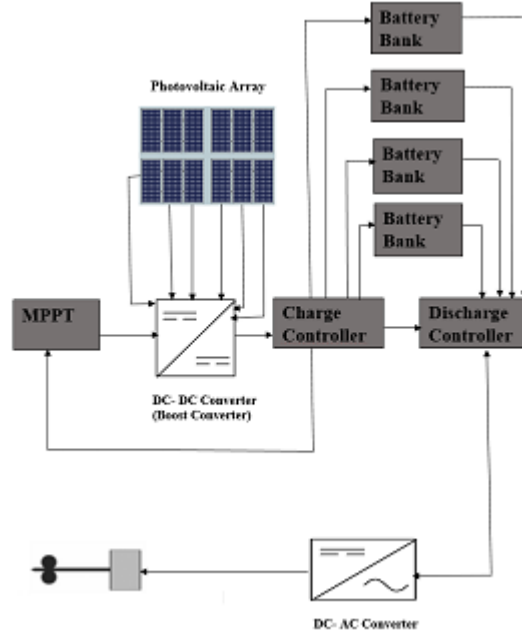 Battery
Bank
Photovoltaic Array
Battery
Bank
Battery
Bank
Battery
Bank
MPPT
Charge
Controller
Discharge
Controller
DC- DC Converter
(Boost Converter)
DC- AC Converter